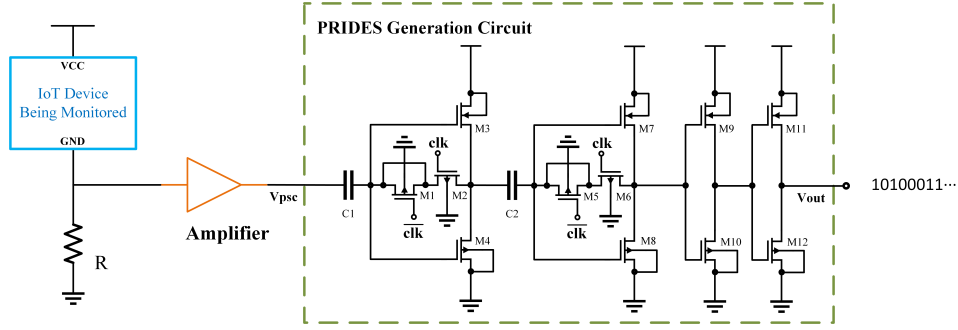 PRIDES Generation Circuit
VCC
IoT Device
Being Monitored
GND
R
Amplifier
Vpsc
C1
M1
clk
clk
M2
M3
M4
C2
M5
clk
clk
M6
M7
M8
M9
M10
M11
M12
Vout
10100011···